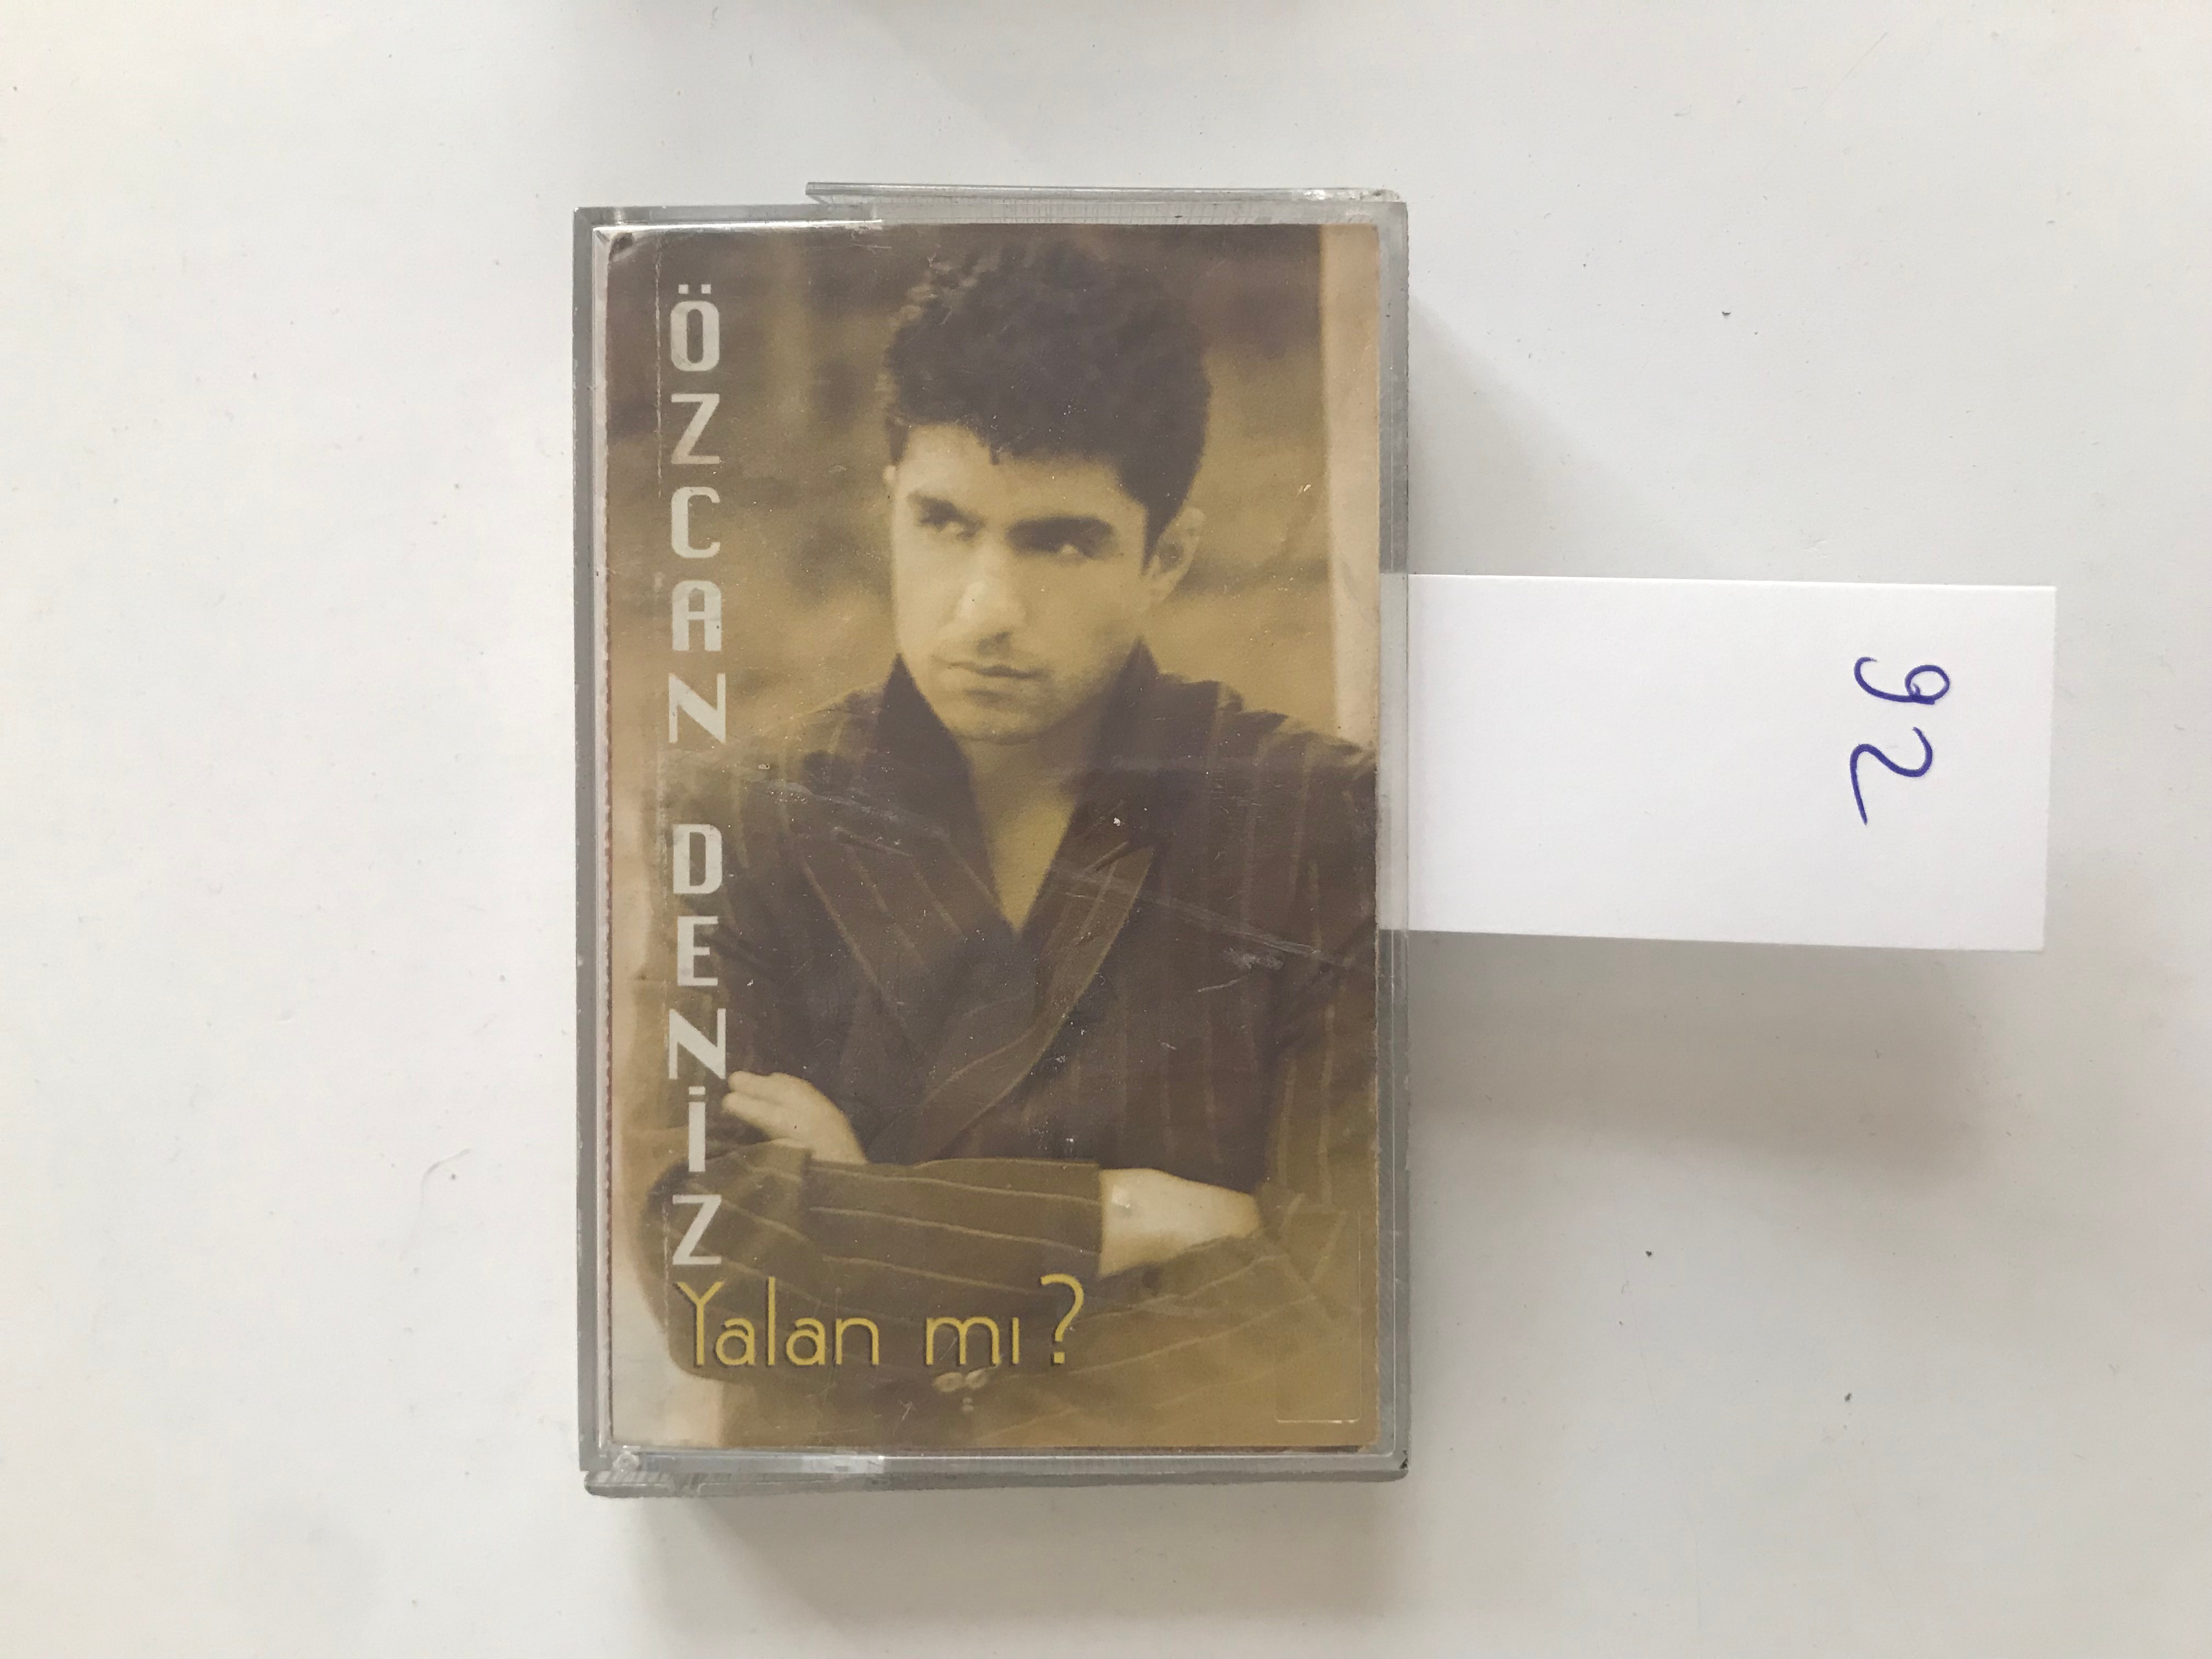 ÖZCAN DENİZ
Yalan mı?
92